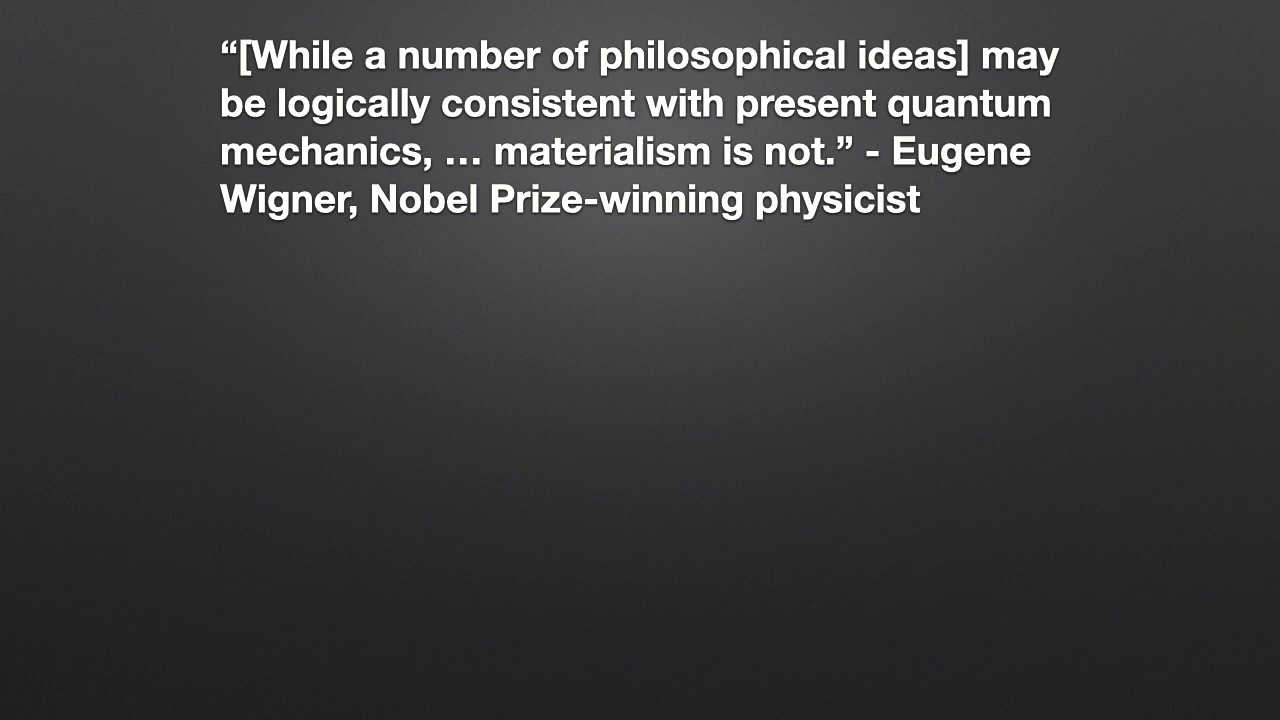 “[While a number of philosophical ideas] may
be logically consistent with present quantum
mechanics, … materialism is not.” - Eugene
Wigner, Nobel Prize-winning physicist